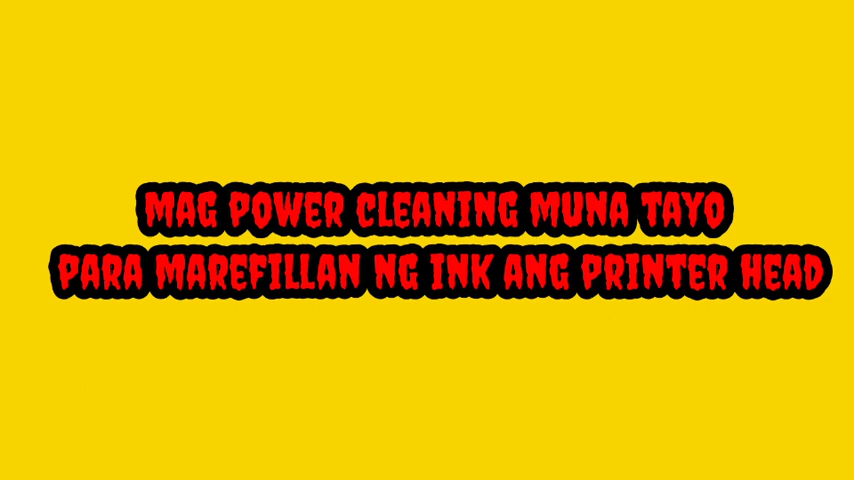 MAG POWER CLEANING MUNA TAYO
PARA MAREFILLAN NG INK ANG PRINTER HEAD